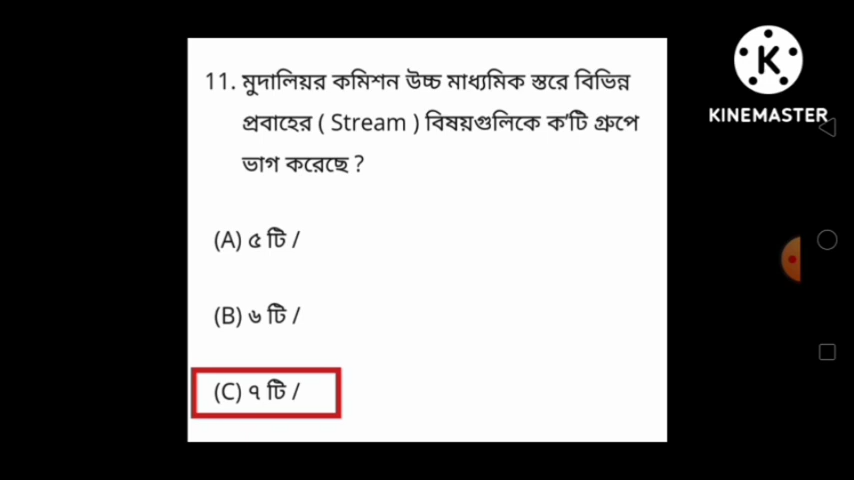 11. মুদালিয়র কমিশন উচ্চ মাধ্যমিক স্তরে বিভিন্ন
প্রবাহের ( Stream ) বিষয়গুলিকে ক'টি গ্রুপে
ভাগ করেছে ?
(A) ৫ টি /
(B) ৬ টি /
(C) ৭ টি /
K
KINEMASTER